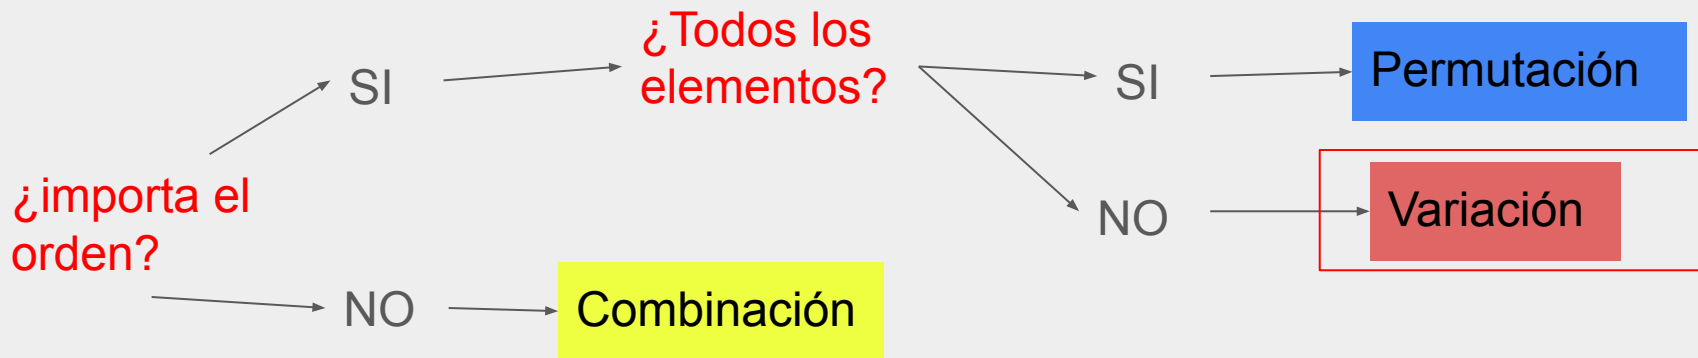 ¿importa el
orden?
SI
¿Todos los
elementos?
SI
Permutación
NO
Variación
NO
Combinación